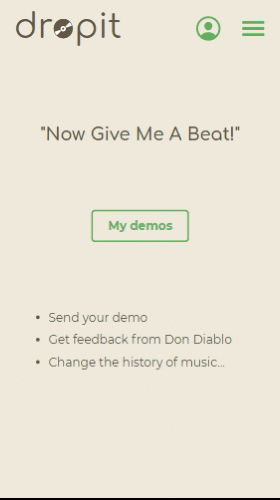 dropit
"Now Give Me A Beat!"
My demos
Send your demo
Get feedback from Don Diablo
Change the history of music...